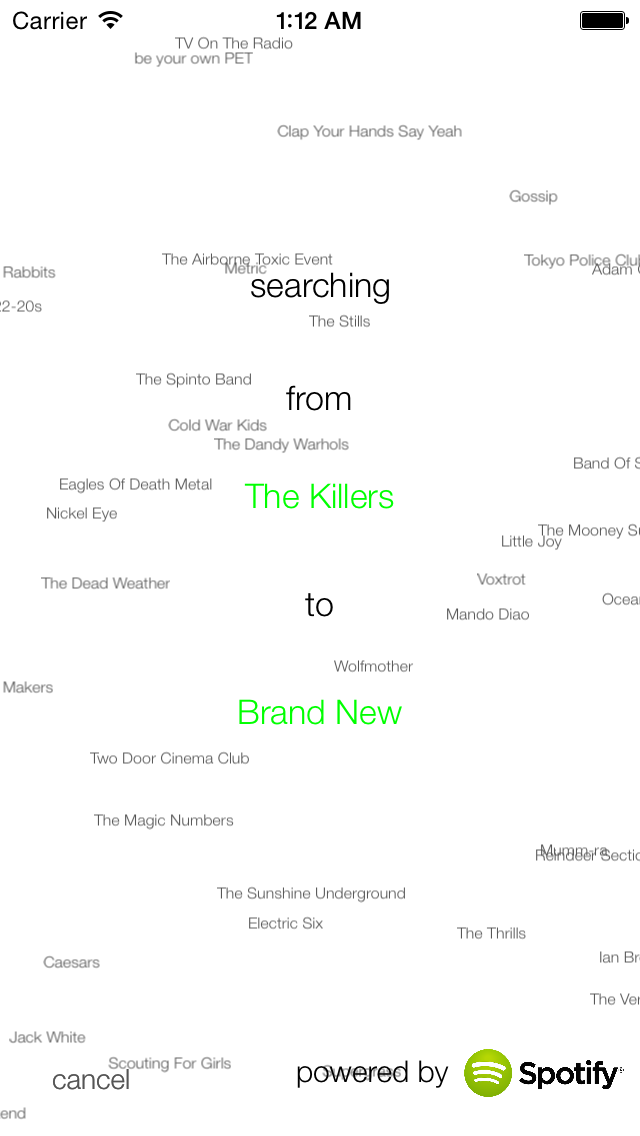 Carrier 1:12 AM
TV On The Radio
be your own PET
Clap Your Hands Say Yeah
Gossip
The Airborne Toxic Event
Tokyo Police Clu
Metric
Adam
Rabbits
searching
22-20s
The Stills
The Spinto Band
from
Cold War Kids
The Dandy Warhols
Band Of S
Eagles Of Death Metal
The Killers
Nickel Eye
The Mooney Su
Little Joy
Voxtrot
The Dead Weather
Ocea
to
Mando Diao
Wolfmother
Makers
Brand New
Two Door Cinema Club
The Magic Numbers
Mumm-ra
Reindeer Sectio
The Sunshine Underground
Electric Six
The Thrills
Ian Br
Caesars
The Ver
Jack White
Scouting For Girls
powered by Spotify
cancel
end